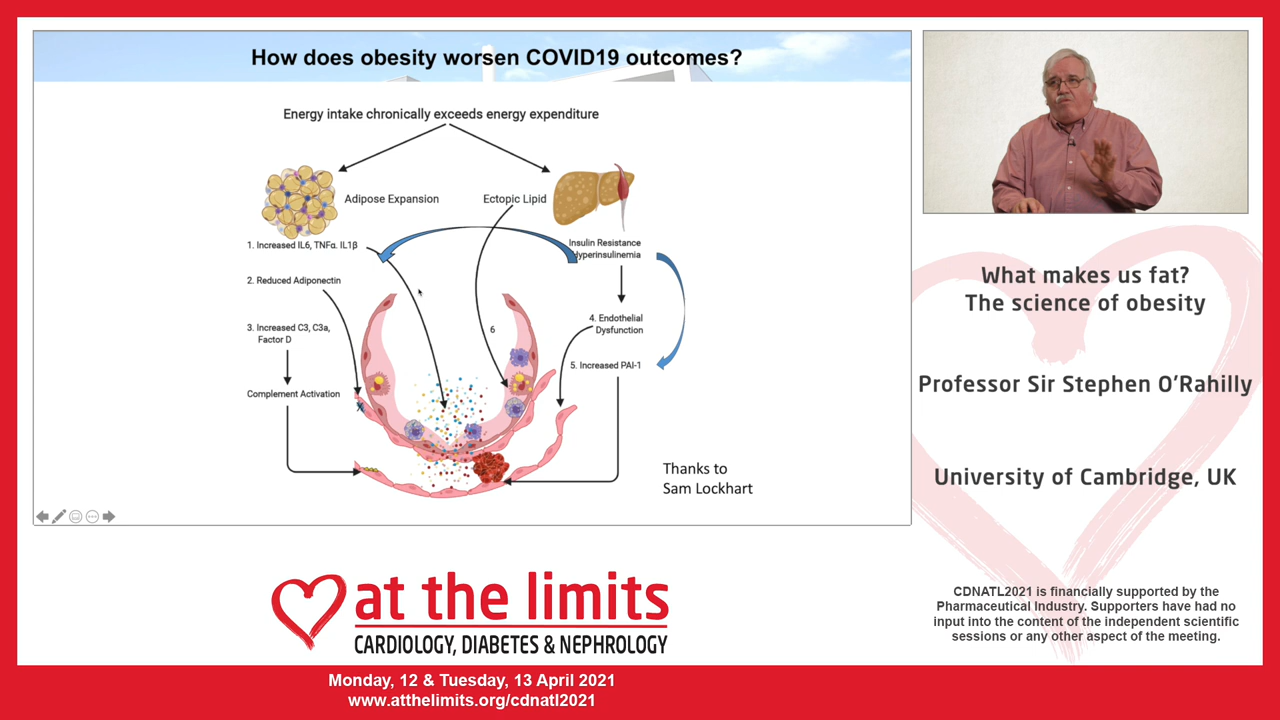 How does obesity worsen COVID19 outcomes?
Energy intake chronically exceeds energy expenditure
Adipose Expansion
Ectopic Lipid
1. Increased IL6, TNFα. IL1β
Insulin Resistance
Hyperinsulinemia
2. Reduced Adiponectin
3. Increased C3, C3a,
Factor D
6
4. Endothelial
Dysfunction
5. Increased PAI-1
Complement Activation
X
Thanks to
Sam Lockhart
What makes us fat?
The science of obesity
Professor Sir Stephen O'Rahilly
University of Cambridge, UK
at the limits
CARDIOLOGY, DIABETES & NEPHROLOGY
CDNATL2021 is financially supported by the
Pharmaceutical Industry. Supporters have had no
input into the content of the independent scientific
sessions or any other aspect of the meeting.
Monday, 12 & Tuesday, 13 April 2021
www.atthelimits.org/cdnatl2021